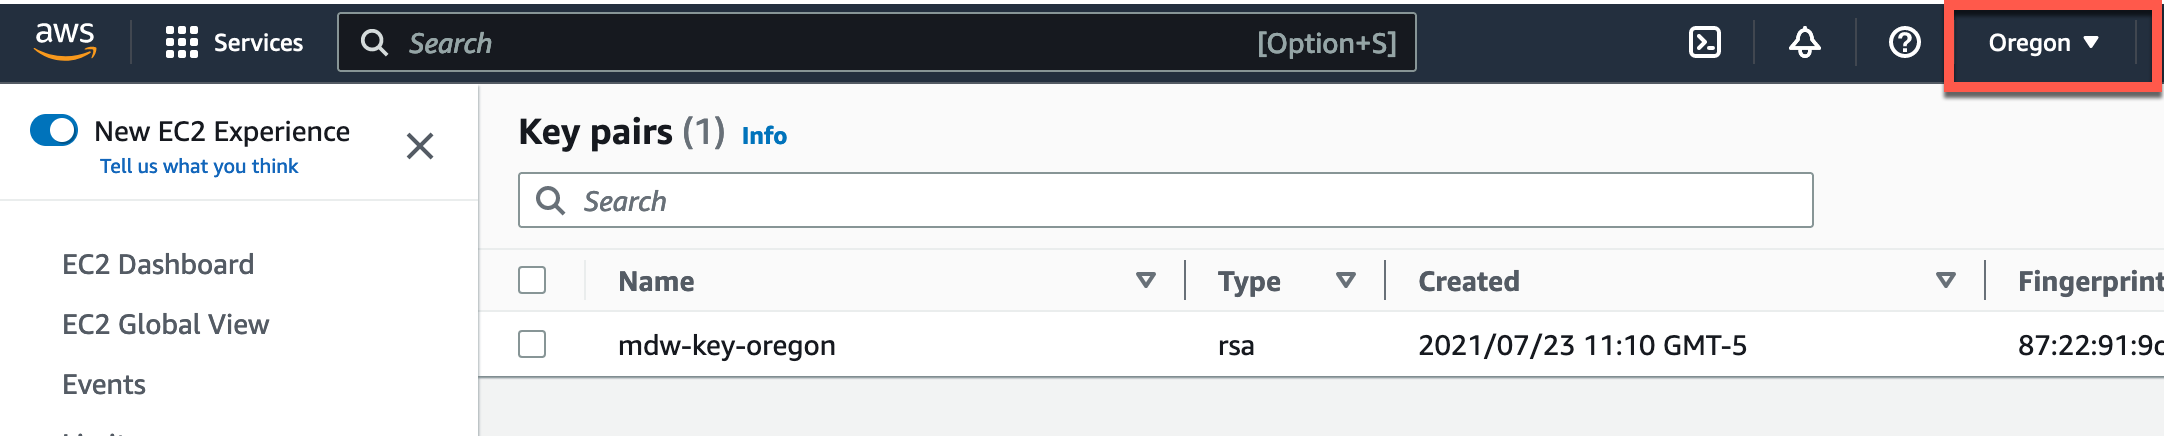 aws Services Search [Option+S] Oregon
New EC2 Experience
Tell us what you think
EC2 Dashboard
EC2 Global View
Events
Key pairs (1) Info
Search
Name Type Created Fingerprint
mdw-key-oregon rsa 2021/07/23 11:10 GMT-5 87:22:91:9c